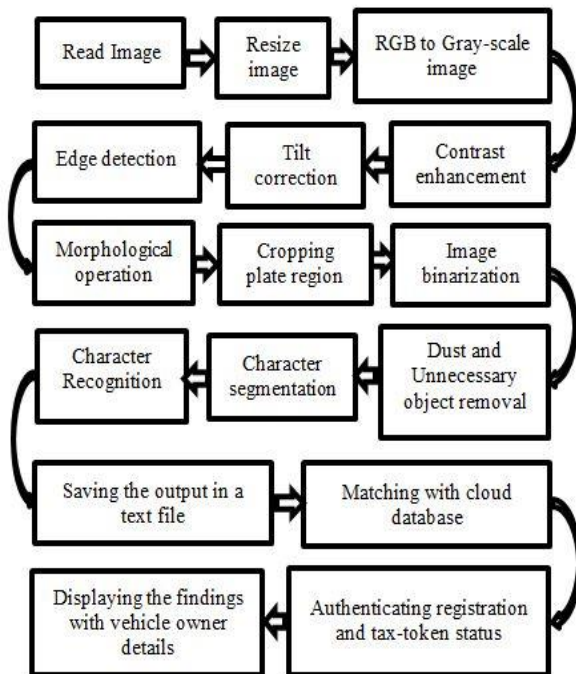 Read Image
Resize
image
RGB to Gray-scale
image
Contrast
enhancement
Tilt
correction
Edge detection
Morphological
operation
Cropping
plate region
Image
binarization
Dust and
Unnecessary
object removal
Character
segmentation
Character
Recognition
Saving the output in a
text file
Matching with cloud
database
Authenticating registration
and tax-token status
Displaying the findings
with vehicle owner
details